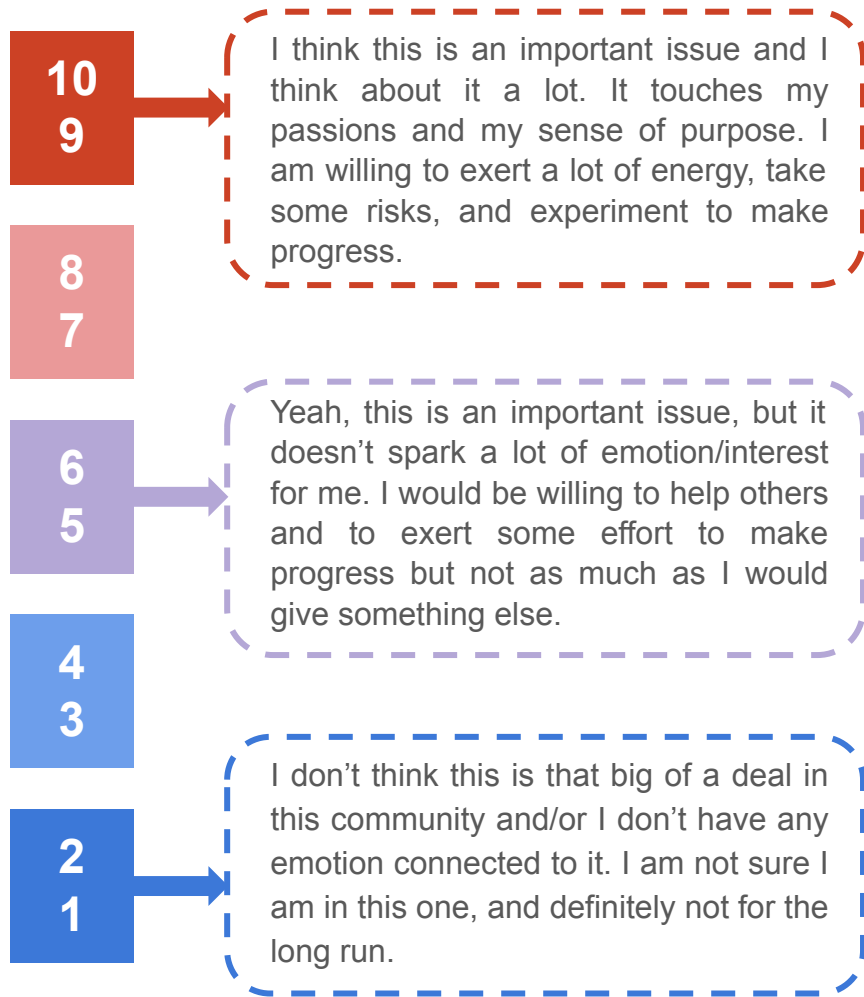 10
9
I think this is an important issue and I
think about it a lot. It touches my
passions and my sense of purpose. I
am willing to exert a lot of energy, take
some risks, and experiment to make
progress.
8
7
6
5
Yeah, this is an important issue, but it
doesn’t spark a lot of emotion/interest
for me. I would be willing to help others
and to exert some effort to make
progress but not as much as I would
give something else.
4
3
2
1
I don’t think this is that big of a deal in
this community and/or I don’t have any
emotion connected to it. I am not sure I
am in this one, and definitely not for the
long run.